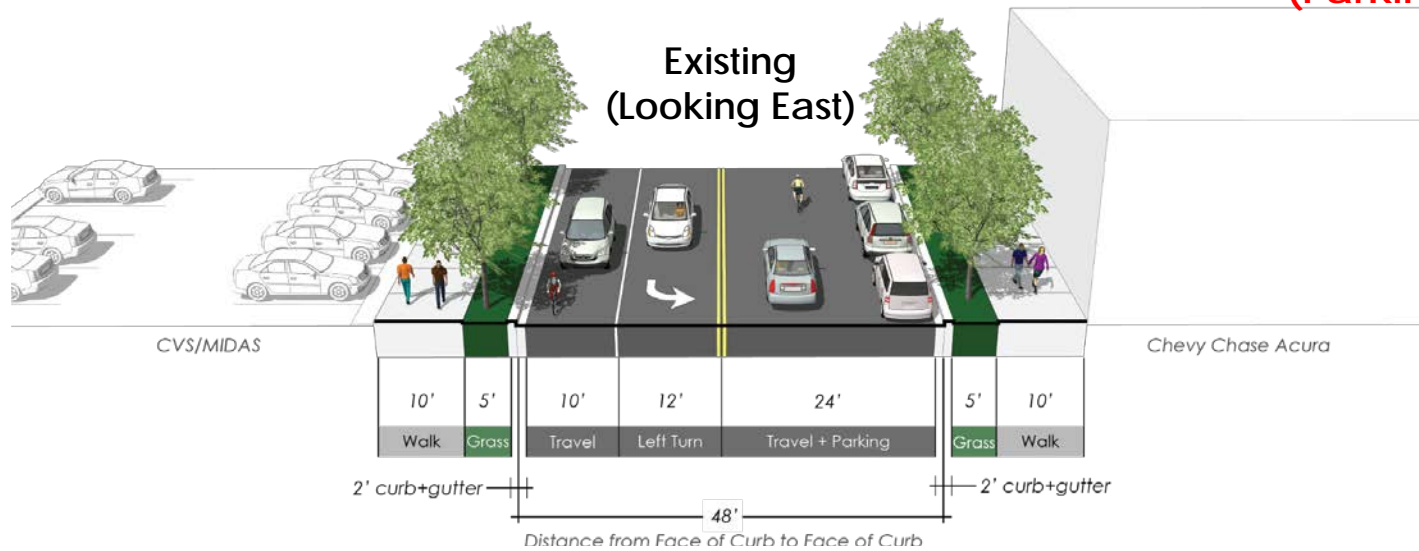 (Parkin
Existing
(Looking East)
CVS/MIDAS
Chevy Chase Acura
10'
5'
10'
12'
24'
5'
10'
Walk
Grass
Travel
Left Turn
Travel + Parking
Grass
Walk
2' curb+gutter
2' curb+gutter
48'
Distance from Face of Curb to Face of Curb